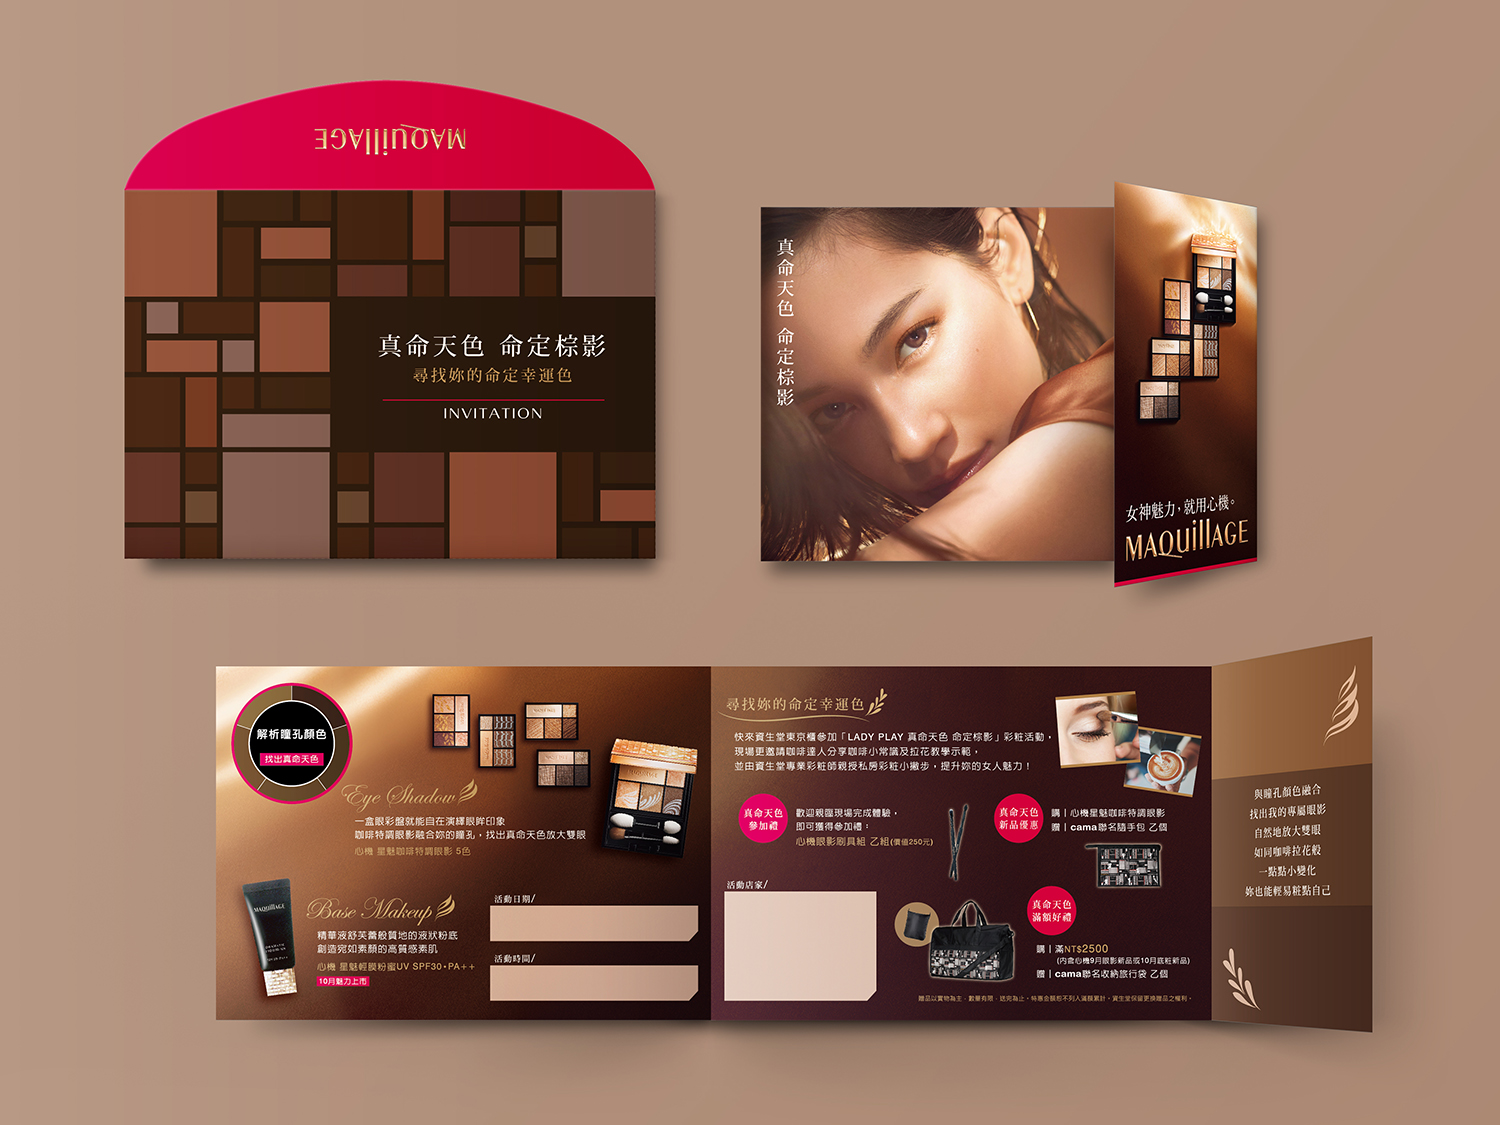 MAQuillAGE
真命天色 命定棕影
尋找妳的命定幸運色
INVITATION
真命天色 命定棕影
女神魅力，就用心機。
MAQuillAGE
解析瞳孔顏色
找出真命天色
Eye Shadow
一盒眼彩盤就能自在演繹眼眸印象
咖啡特調眼影融合妳的瞳孔，找出真命天色放大雙眼
心機 星魅咖啡特調眼影 5色
MAQuillAGE
Base Makeup
精華液舒芙蕾般質地的液狀粉底
創造宛如素顏的高質感素肌
心機 星魅輕膜粉蜜UV SPF30・PA++
10月魅力上市
活動日期/
活動時間/
尋找妳的命定幸運色
快來資生堂東京櫃參加「LADY PLAY 真命天色 命定棕影」彩粧活動，
現場更邀請咖啡達人分享咖啡小常識及拉花教學示範，
並由資生堂專業彩粧師親授私房彩粧小撇步，提升妳的女人魅力！
真命天色
參加禮
歡迎親臨現場完成體驗，
即可獲得參加禮：
心機眼影刷具組 乙組(價值250元)
真命天色
新品優惠
購｜心機星魅咖啡特調眼影
贈｜cama聯名隨手包 乙個
活動店家/
真命天色
滿額好禮
購｜滿NT$2500
(內含心機9月眼影新品或10月底粧新品)
贈｜cama聯名收納旅行袋 乙個
贈品以實物為主，數量有限，送完為止。特惠金額恕不列入滿額累計。資生堂保留更換贈品之權利。
與瞳孔顏色融合
找出我的專屬眼影
自然地放大雙眼
如同咖啡拉花般
一點點小變化
妳也能輕易粧點自己